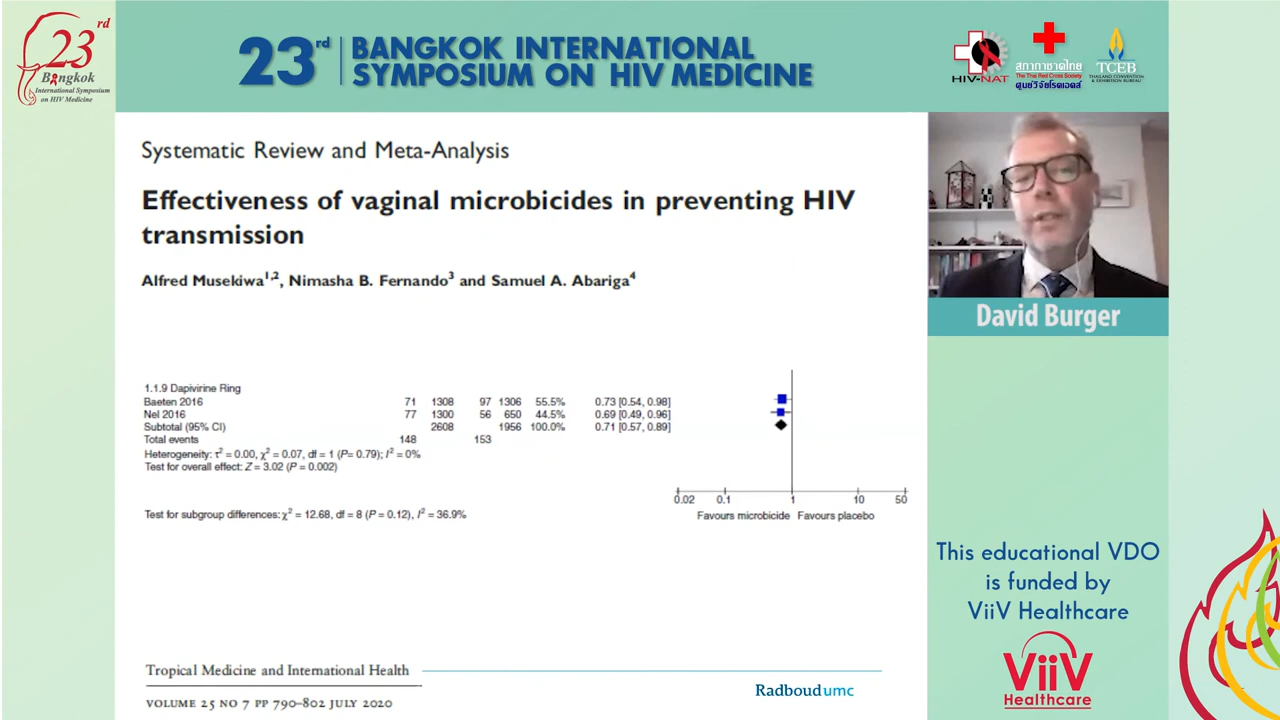 23rd
Bangkok
International Symposium
on HIV Medicine
23rd BANGKOK INTERNATIONAL
SYMPOSIUM ON HIV MEDICINE
HIV-NAT
สภากาชาดไทย
The Thai Red Cross Society
ศูนย์วิจัยโรคเอดส์
TCEB
THAILAND CONVENTION
& EXHIBITION BUREAU
Systematic Review and Meta-Analysis
Effectiveness of vaginal microbicides in preventing HIV
transmission
Alfred Musekiwa1,2, Nimasha B. Fernando3 and Samuel A. Abariga4
1.1.9 Dapivirine Ring
Baeten 2016 71 1308 97 1306 55.5% 0.73 [0.54, 0.98]
Nel 2016 77 1300 56 650 44.5% 0.69 [0.49, 0.96]
Subtotal (95% CI) 2608 1956 100.0% 0.71 [0.57, 0.89]
Total events 148 153
Heterogeneity: τ² = 0.00, χ² = 0.07, df = 1 (P= 0.79); I² = 0%
Test for overall effect: Z = 3.02 (P = 0.002)
0.02 0.1 1 10 50
Test for subgroup differences: χ² = 12.68, df = 8 (P = 0.12), I² = 36.9%
Favours microbicide Favours placebo
Tropical Medicine and International Health
VOLUME 25 NO 7 PP 790–802 JULY 2020
Radboudumc
David Burger
This educational VDO
is funded by
ViiV Healthcare
ViiV
Healthcare